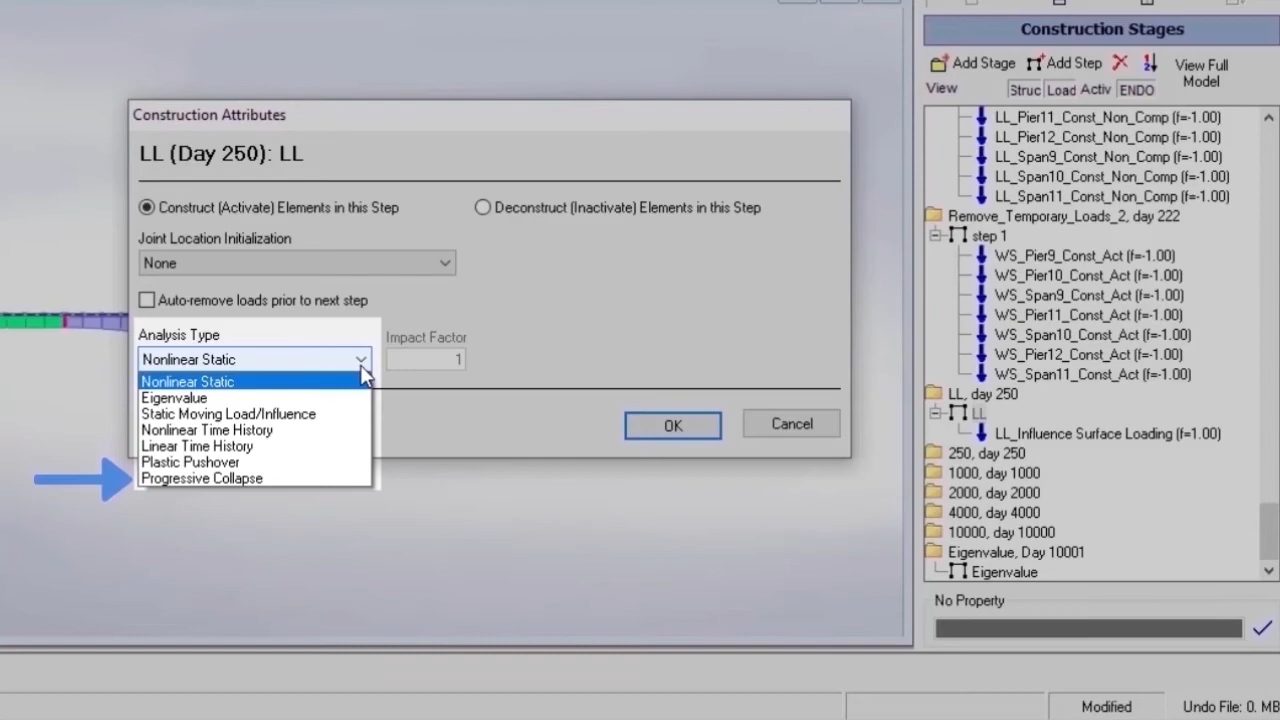 Construction Stages
Add Stage Add Step View Full Model
View Struc Load Activ ENDO
LL_Pier11_Const_Non_Comp (f=-1.00)
LL_Pier12_Const_Non_Comp (f=-1.00)
LL_Span9_Const_Non_Comp (f=-1.00)
LL_Span10_Const_Non_Comp (f=-1.00)
LL_Span11_Const_Non_Comp (f=-1.00)
Remove_Temporary_Loads_2, day 222
step 1
WS_Pier9_Const_Act (f=-1.00)
WS_Pier10_Const_Act (f=-1.00)
WS_Span9_Const_Act (f=-1.00)
WS_Pier11_Const_Act (f=-1.00)
WS_Span10_Const_Act (f=-1.00)
WS_Pier12_Const_Act (f=-1.00)
WS_Span11_Const_Act (f=-1.00)
LL, day 250
LL
LL_Influence Surface Loading (f=1.00)
250, day 250
1000, day 1000
2000, day 2000
4000, day 4000
10000, day 10000
Eigenvalue, Day 10001
Eigenvalue
No Property
Construction Attributes
LL (Day 250): LL
Construct (Activate) Elements in this Step
Deconstruct (Inactivate) Elements in this Step
Joint Location Initialization
None
Auto-remove loads prior to next step
Analysis Type
Impact Factor
Nonlinear Static
1
Nonlinear Static
Eigenvalue
Static Moving Load/Influence
Nonlinear Time History
Linear Time History
Plastic Pushover
Progressive Collapse
OK
Cancel
Modified
Undo File: 0. MB